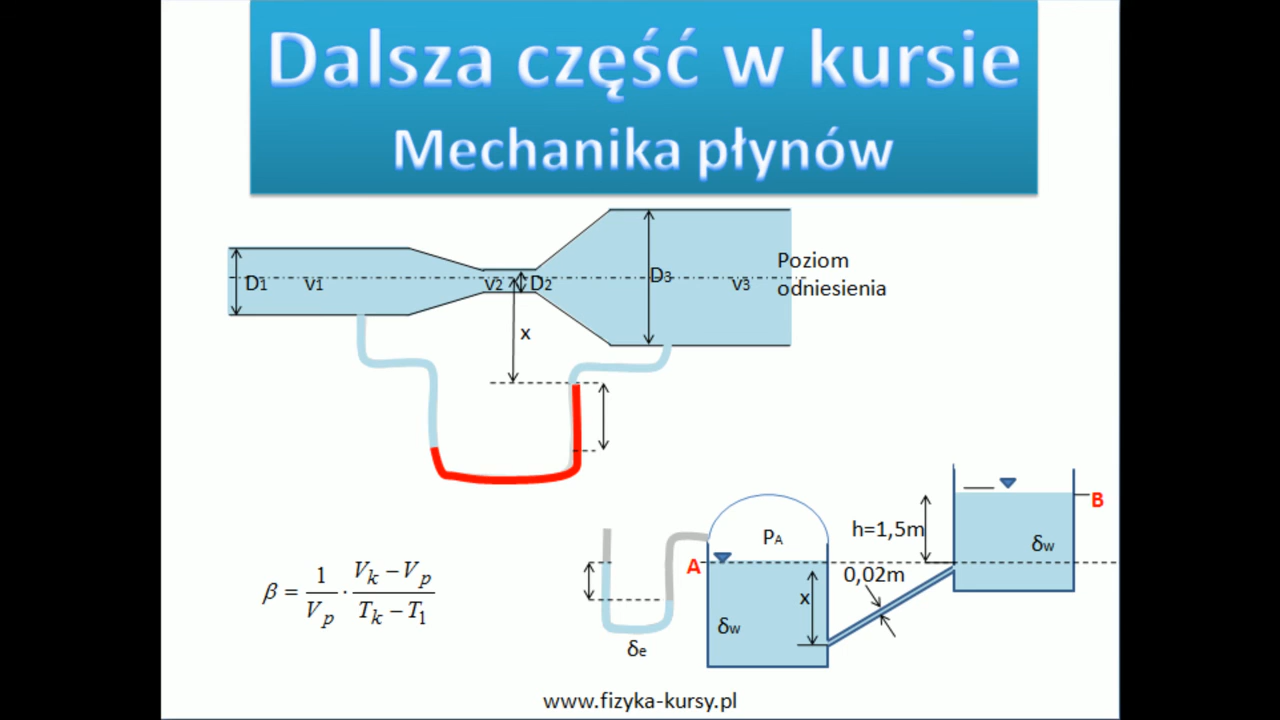 Dalsza część w kursie
Mechanika płynów
D1
v1
v2
D2
D3
v3
Poziom
odniesienia
x
B
h=1,5m
PA
δw
A
0,02m
x
δw
β = 1/Vp · (Vk − Vp)/(Tk − T1)
δe
www.fizyka-kursy.pl